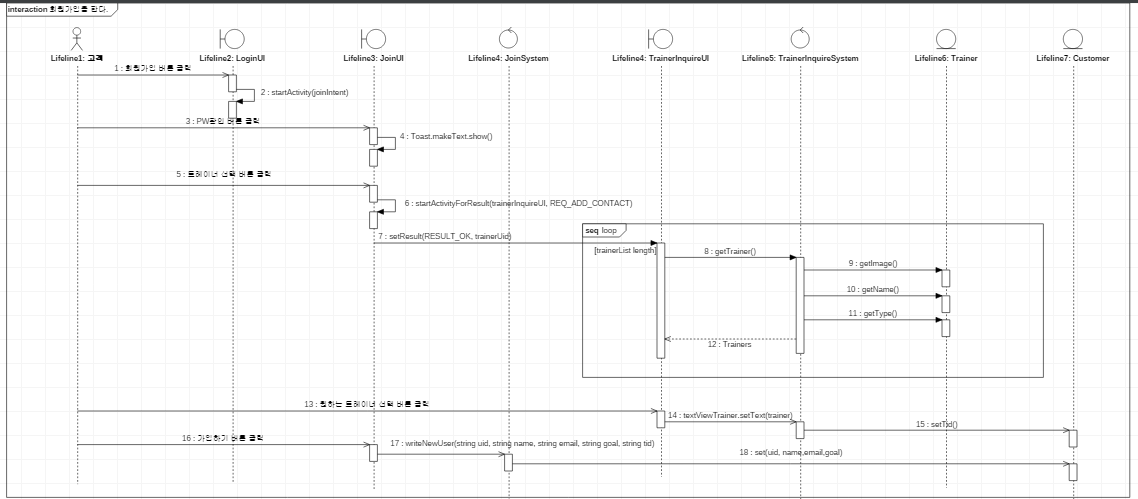 interaction 회원가입을 한다.
Lifeline1: 고객
Lifeline2: LoginUI
Lifeline3: JoinUI
Lifeline4: JoinSystem
Lifeline4: TrainerInquireUI
Lifeline5: TrainerInquireSystem
Lifeline6: Trainer
Lifeline7: Customer
1 : 회원가입 버튼 클릭
2 : startActivity(joinIntent)
3 : PW확인 버튼 클릭
4 : Toast.makeText.show()
5 : 트레이너 선택 버튼 클릭
6 : startActivityForResult(trainerInquireUI, REQ_ADD_CONTACT)
seq loop
7 : setResult(RESULT_OK, trainerUid)
[trainerList length]
8 : getTrainer()
9 : getImage()
10 : getName()
11 : getType()
12 : Trainers
13 : 원하는 트레이너 선택 버튼 클릭
14 : textViewTrainer.setText(trainer)
15 : setTid()
16 : 가입하기 버튼 클릭
17 : writeNewUser(string uid, string name, string email, string goal, string tid)
18 : set(uid, name,email,goal)